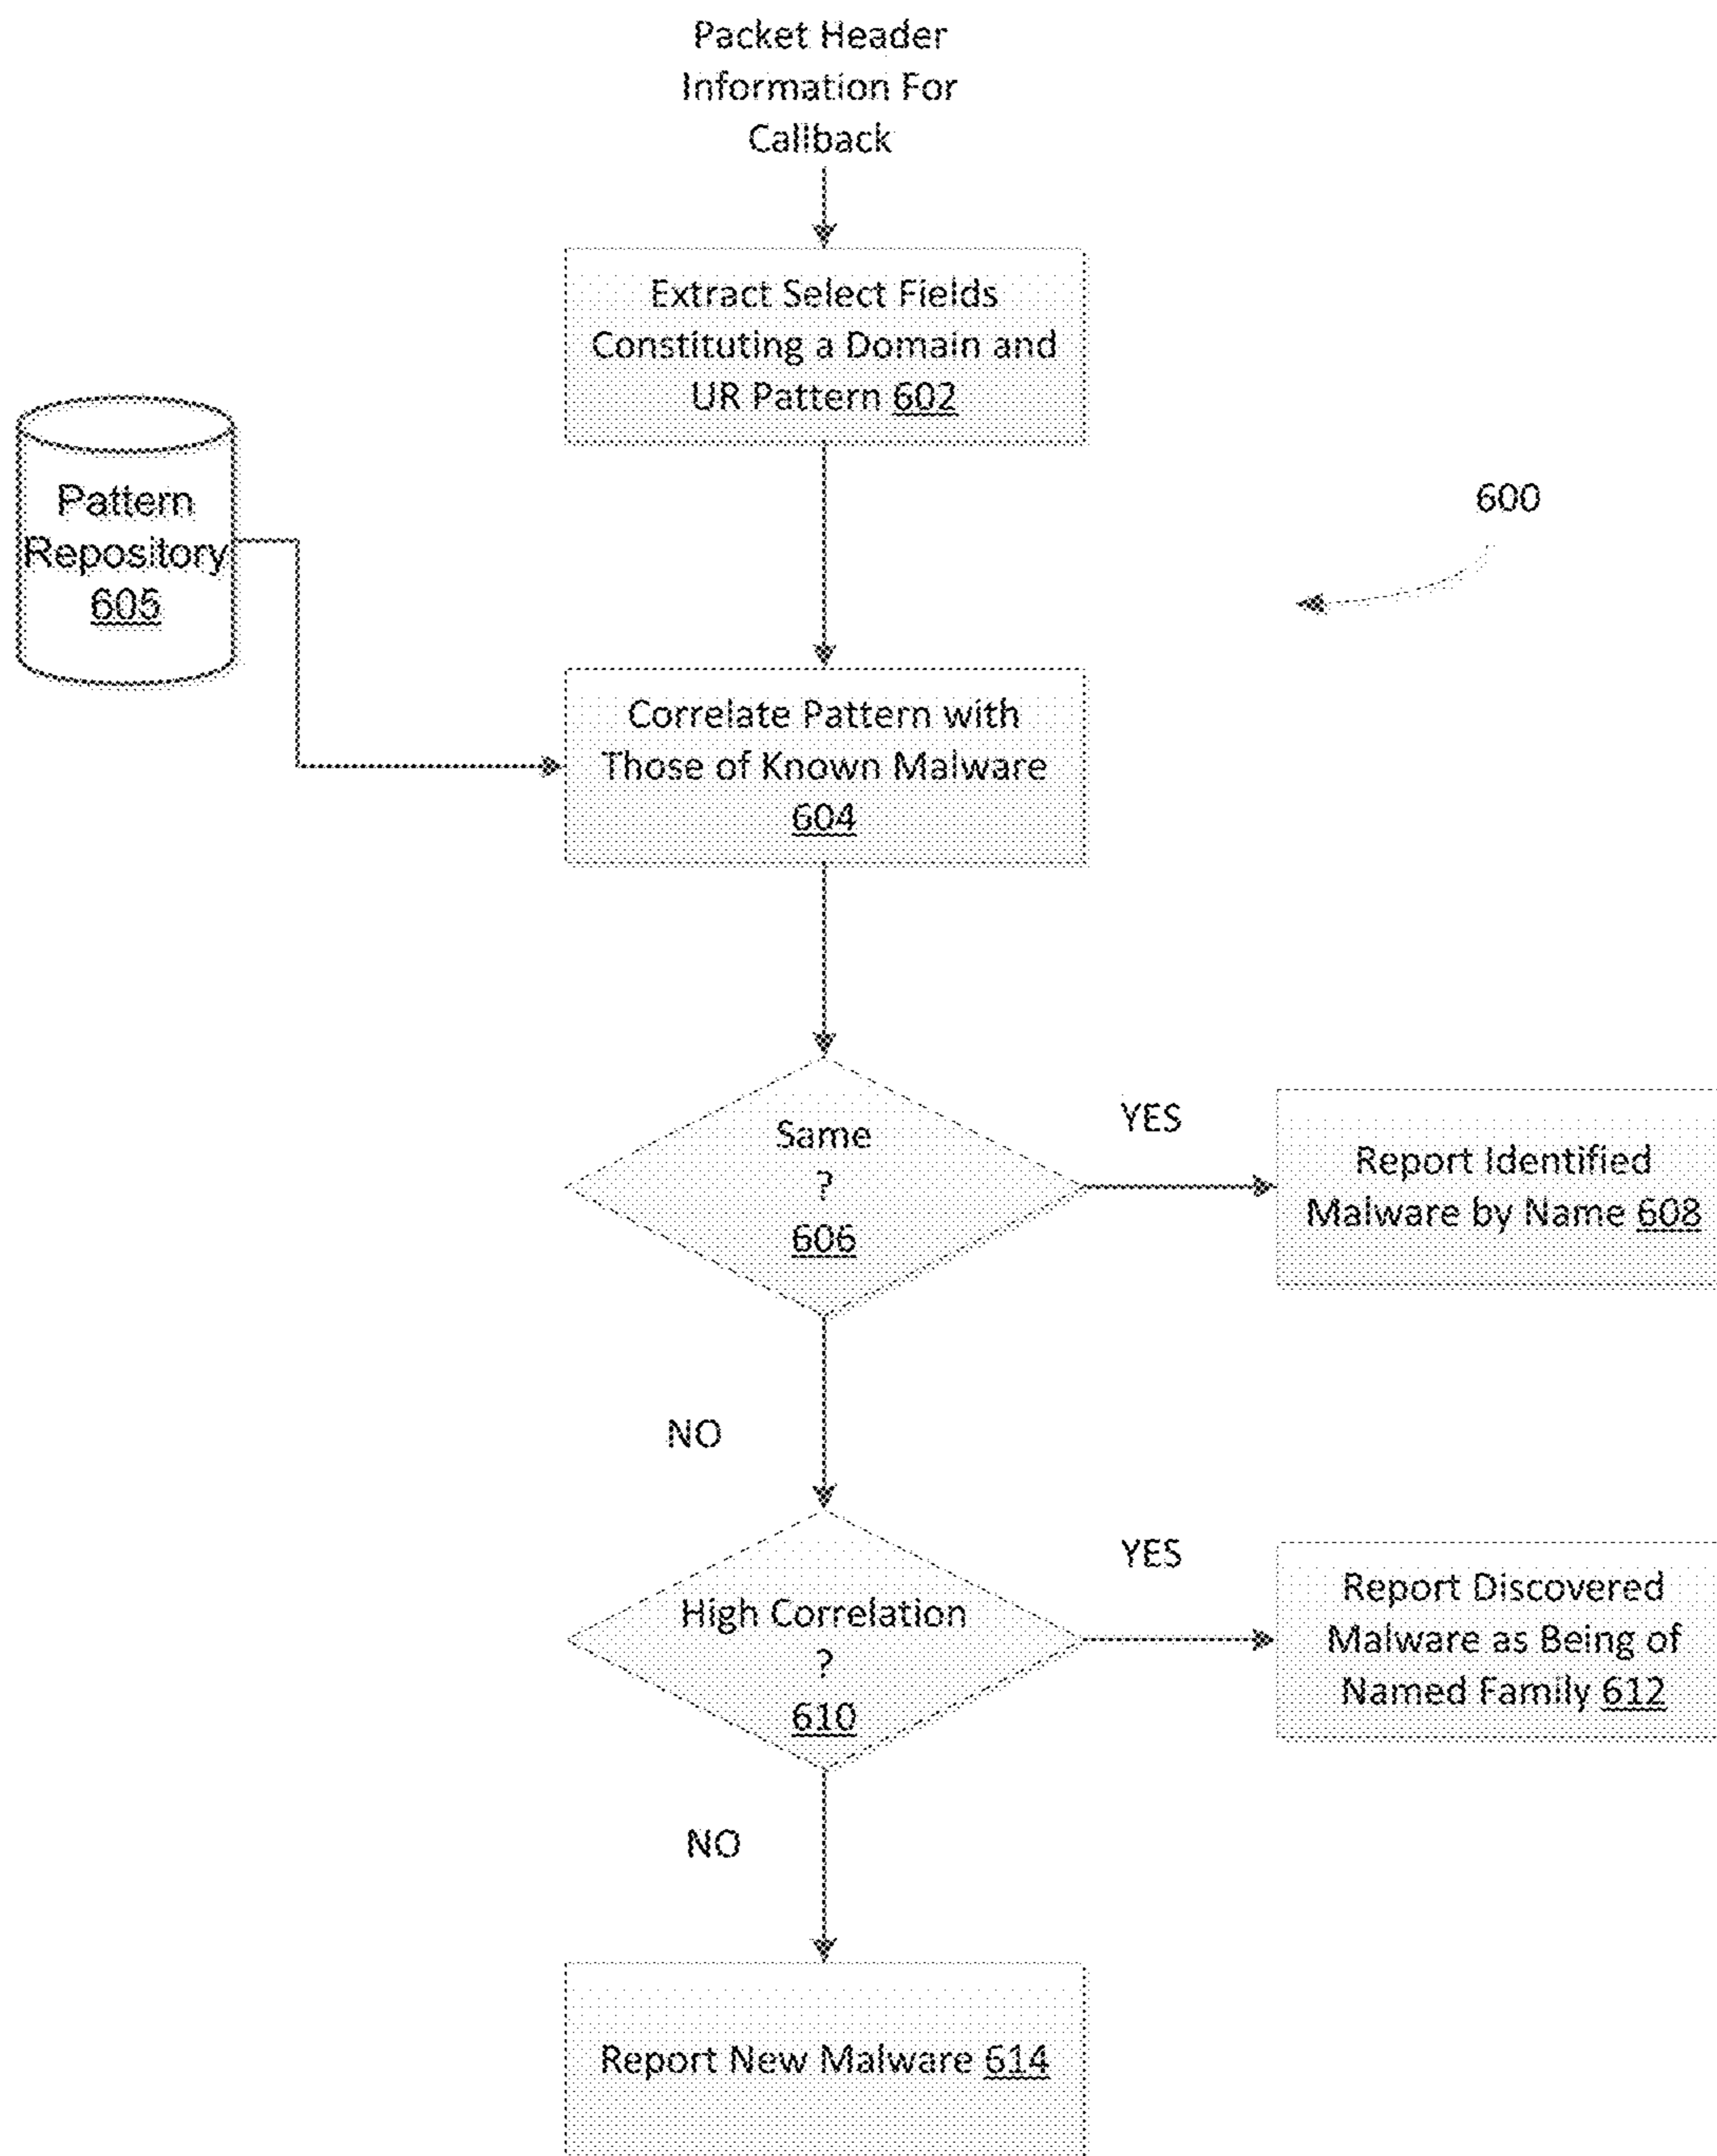 Packet Header
Information For
Callback
Extract Select Fields
Constituting a Domain and
UR Pattern 602
Pattern
Repository
605
600
Correlate Pattern with
Those of Known Malware
604
Same
?
606
YES
Report Identified
Malware by Name 608
NO
High Correlation
?
610
YES
Report Discovered
Malware as Being of
Named Family 612
NO
Report New Malware 614